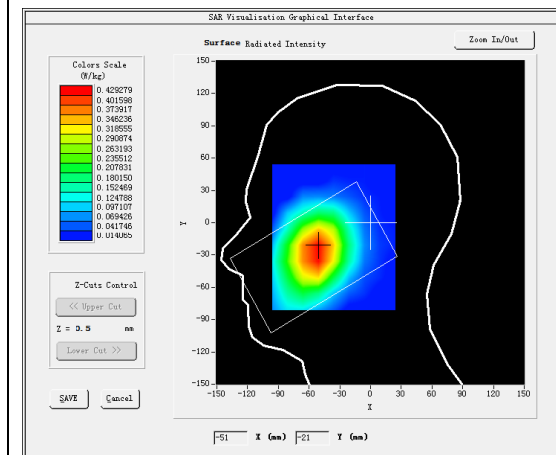 SAR Visualisation Graphical Interface
Surface Radiated Intensity
Zoom In/Out
Colors Scale
(W/kg)
0.429279
0.401598
0.373917
0.346236
0.318555
0.290874
0.263193
0.235512
0.207831
0.180150
0.152469
0.124788
0.097107
0.069426
0.041746
0.014065
Z-Cuts Control
<< Upper Cut
Z = 0.5 mm
Lower Cut >>
SAVE Cancel
150
120
90
60
30
0
-30
-60
-90
-120
-150
Y
-150 -120 -90 -60 -30 0 30 60 90 120 150
X
-51 X (mm) -21 Y (mm)